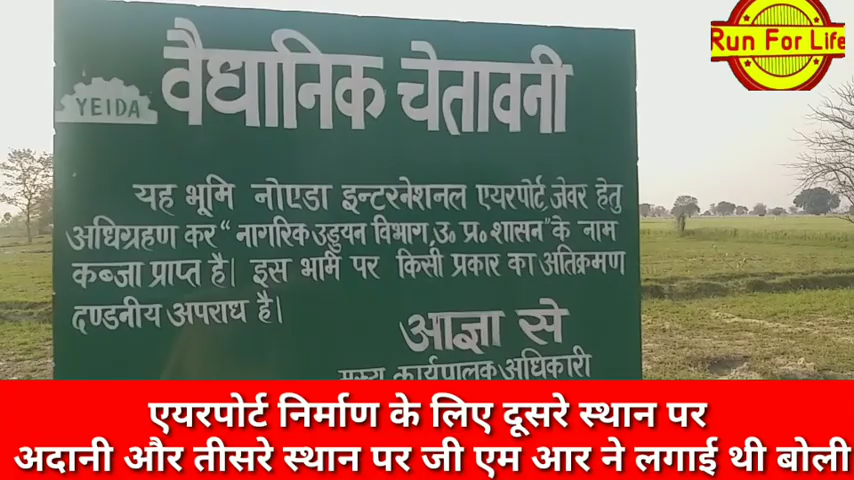 Run For Life
वैधानिक चेतावनी
YEIDA
यह भूमि नोएडा इन्टरनेशनल एयरपोर्ट, जेवर हेतु
अधिग्रहण कर "नागरिक उड्डयन विभाग, उ० प्र० शासन" के नाम
कब्जा प्राप्त है। इस भूमि पर किसी प्रकार का अतिक्रमण
दण्डनीय अपराध है।
आज्ञा से
मुख्य कार्यपालक अधिकारी
एयरपोर्ट निर्माण के लिए दूसरे स्थान पर
अदानी और तीसरे स्थान पर जी एम आर ने लगाई थी बोली